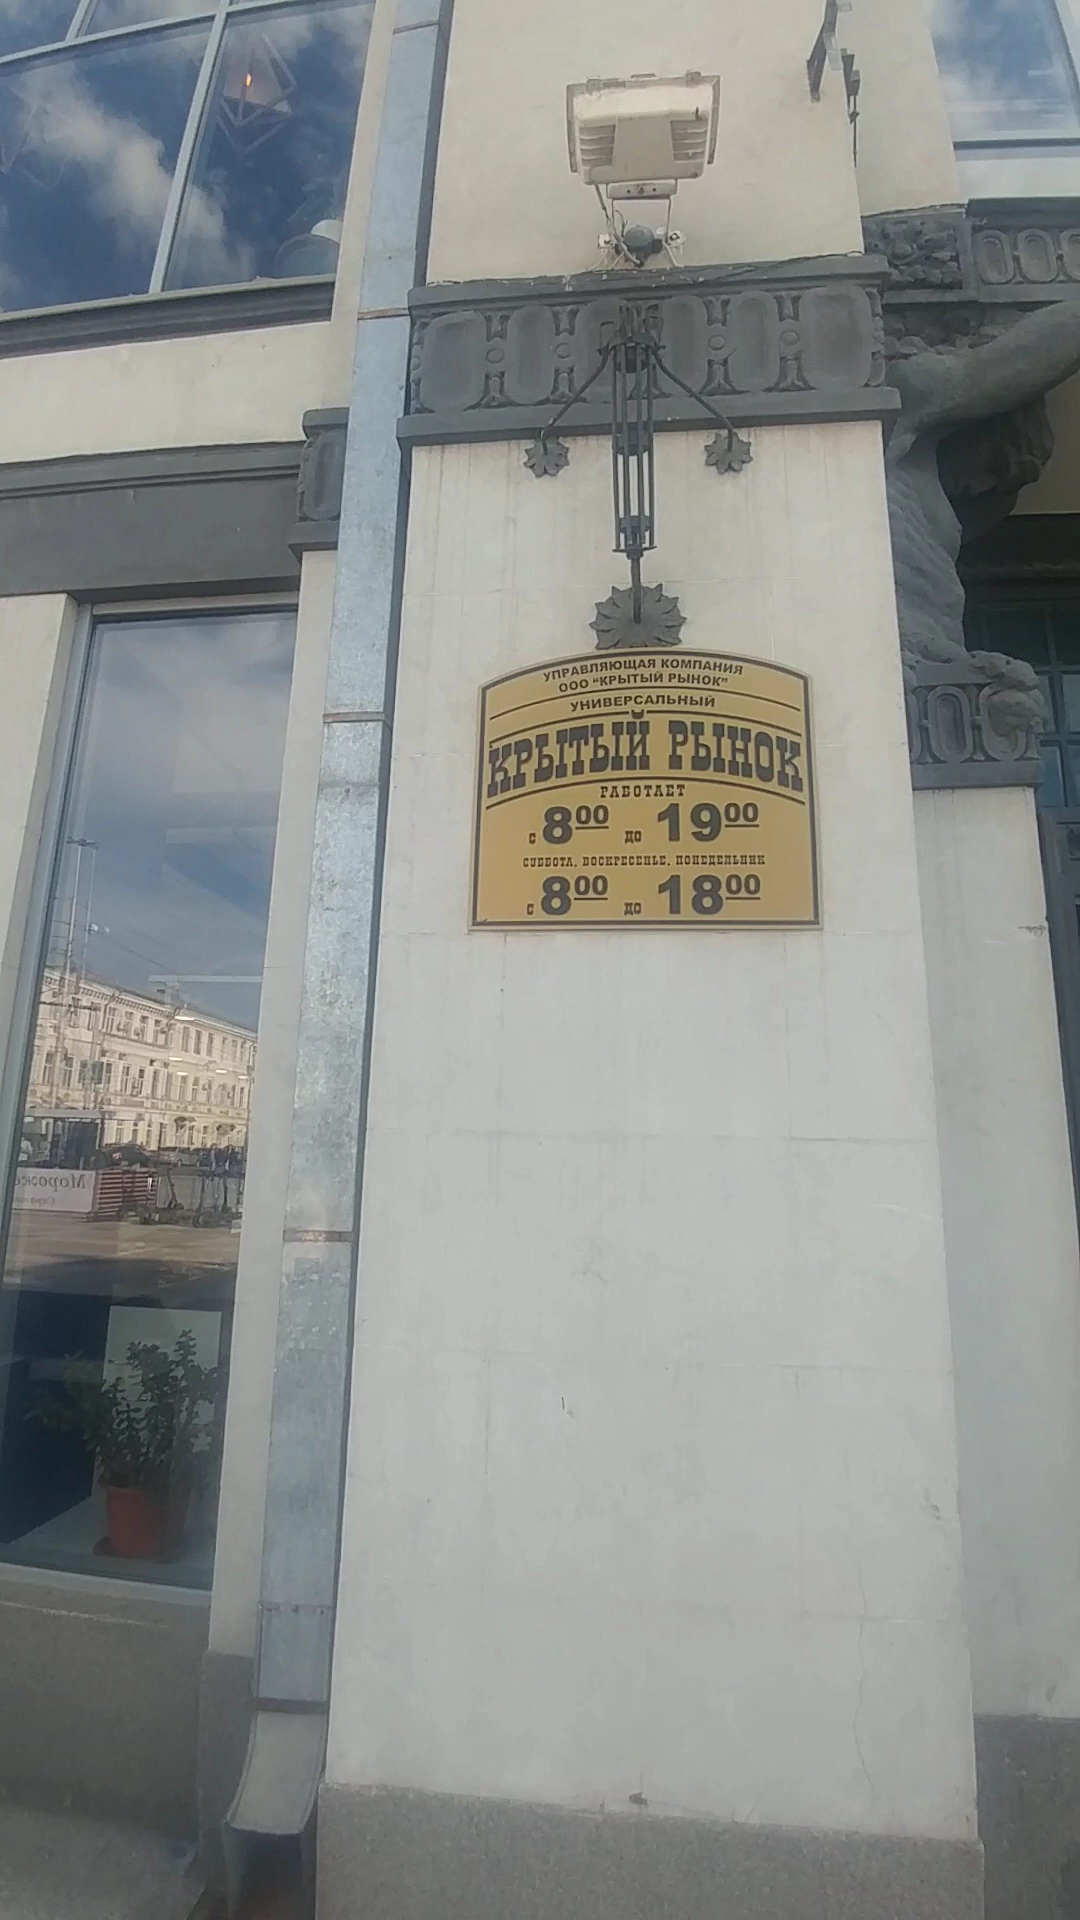 УПРАВЛЯЮЩАЯ КОМПАНИЯ
ООО "КРЫТЫЙ РЫНОК"
УНИВЕРСАЛЬНЫЙ
КРЫТЫЙ РЫНОК
РАБОТАЕТ
с 8⁰⁰ до 19⁰⁰
СУББОТА, ВОСКРЕСЕНЬЕ, ПОНЕДЕЛЬНИК
с 8⁰⁰ до 18⁰⁰